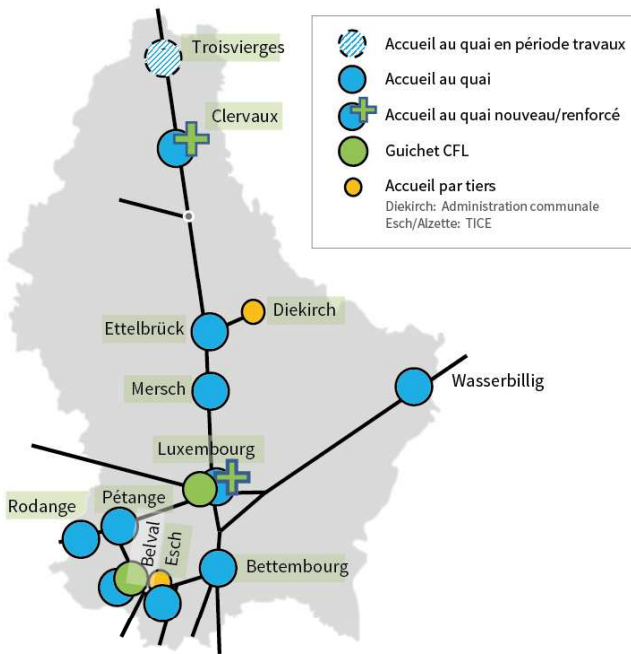 Troisvierges
Clervaux
Ettelbrück
Diekirch
Mersch
Wasserbillig
Luxembourg
Rodange
Pétange
Belval
Esch
Bettembourg
Accueil au quai en période travaux
Accueil au quai
Accueil au quai nouveau/renforcé
Guichet CFL
Accueil par tiers
Diekirch: Administration communale
Esch/Alzette: TICE